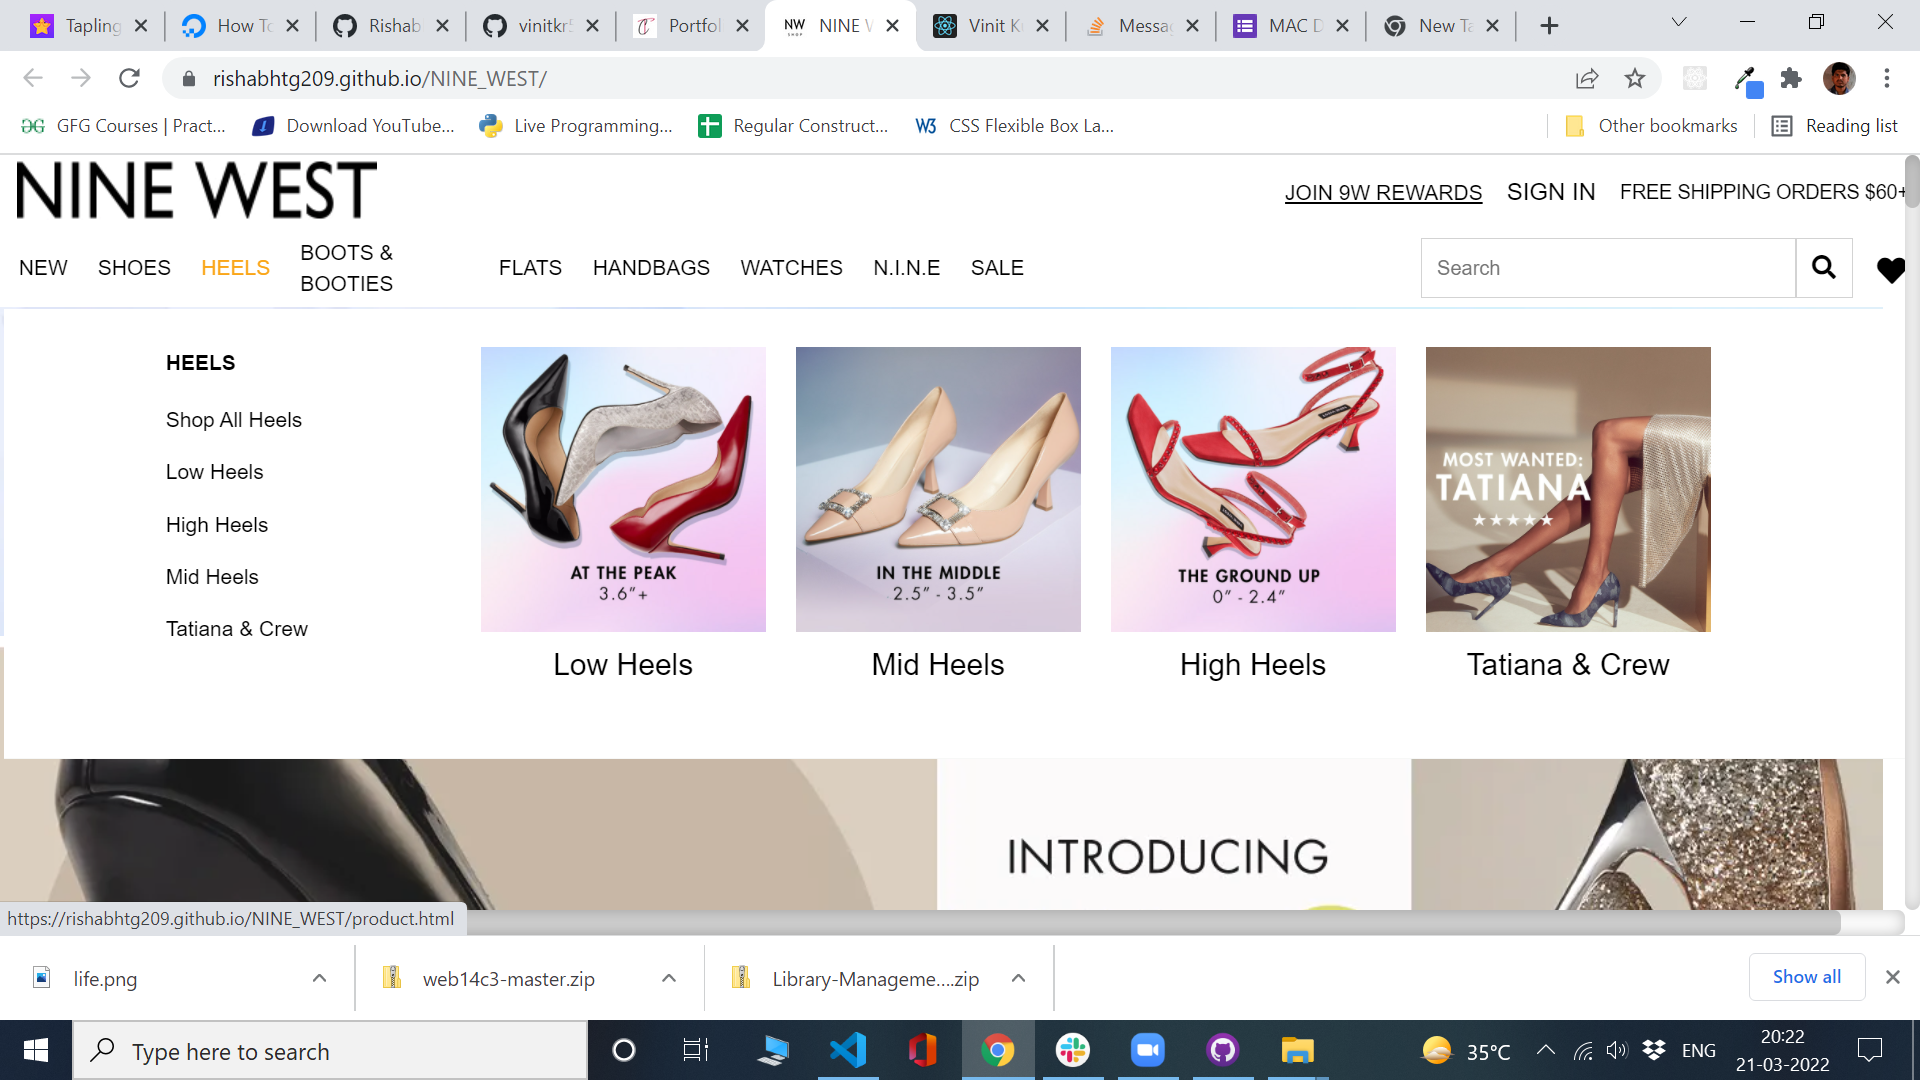 Tapling
How To
Rishab
vinitkr
Portfol
NINE W
Vinit K
Messag
MAC D
New Ta
rishabhtg209.github.io/NINE_WEST/
GFG Courses | Pract...
Download YouTube...
Live Programming...
Regular Construct...
CSS Flexible Box La...
Other bookmarks
Reading list
NINE WEST
JOIN 9W REWARDS
SIGN IN
FREE SHIPPING ORDERS $60+
NEW
SHOES
HEELS
BOOTS &
BOOTIES
FLATS
HANDBAGS
WATCHES
N.I.N.E
SALE
Search
HEELS
Shop All Heels
Low Heels
High Heels
Mid Heels
Tatiana & Crew
AT THE PEAK
3.6"+
Low Heels
IN THE MIDDLE
2.5" - 3.5"
Mid Heels
THE GROUND UP
0" - 2.4"
High Heels
MOST WANTED:
TATIANA
Tatiana & Crew
INTRODUCING
https://rishabhtg209.github.io/NINE_WEST/product.html
life.png
web14c3-master.zip
Library-Manageme....zip
Show all
Type here to search
35°C
ENG
20:22
21-03-2022